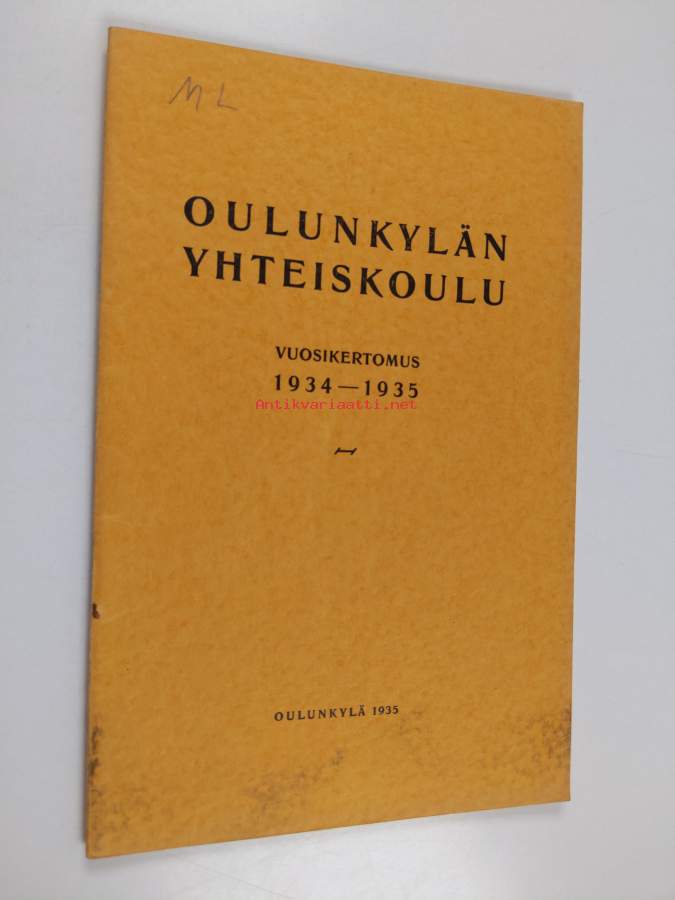 ML
OULUNKYLÄN
YHTEISKOULU
VUOSIKERTOMUS
1934—1935
Antikvariaatti.net
OULUNKYLÄ 1935